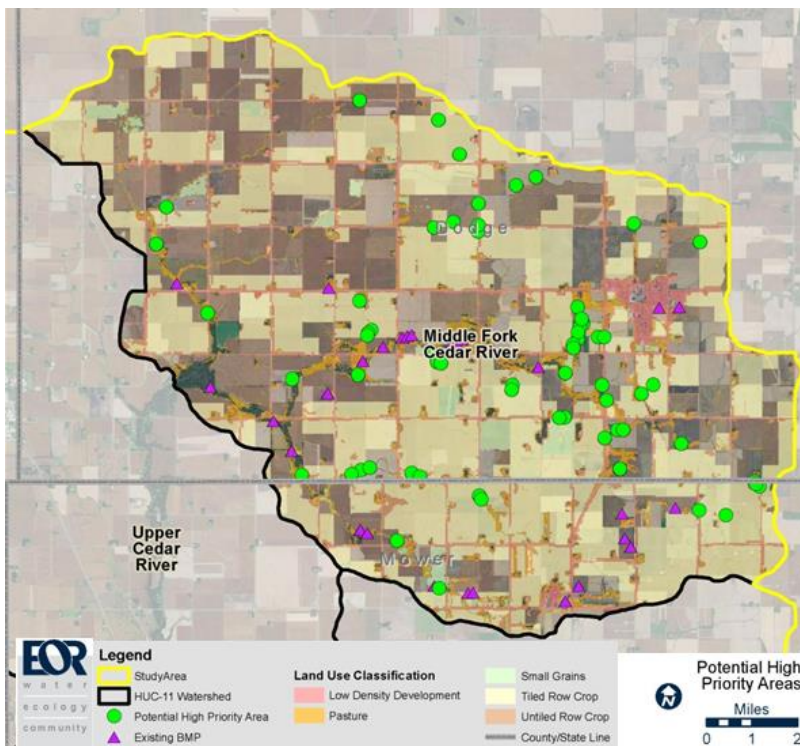 Dodge
Middle Fork
Cedar River
Upper
Cedar
River
Mower
EOR
water
ecology
community
Legend
StudyArea
HUC-11 Watershed
Potential High Priority Area
Existing BMP
Land Use Classification
Low Density Development
Pasture
Small Grains
Tiled Row Crop
Untiled Row Crop
County/State Line
Potential High
Priority Areas
Miles
0 1 2